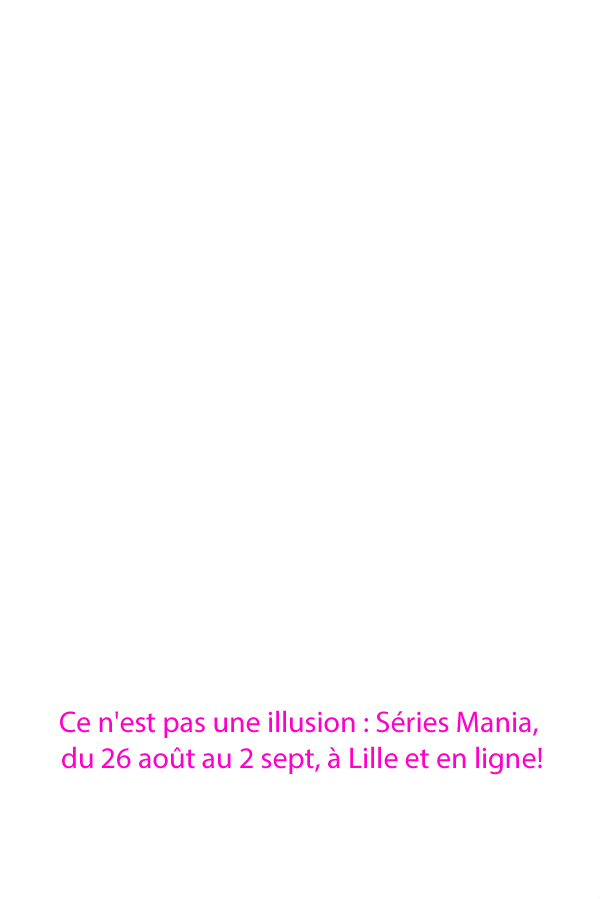 Ce n'est pas une illusion : Séries Mania,
du 26 août au 2 sept, à Lille et en ligne!